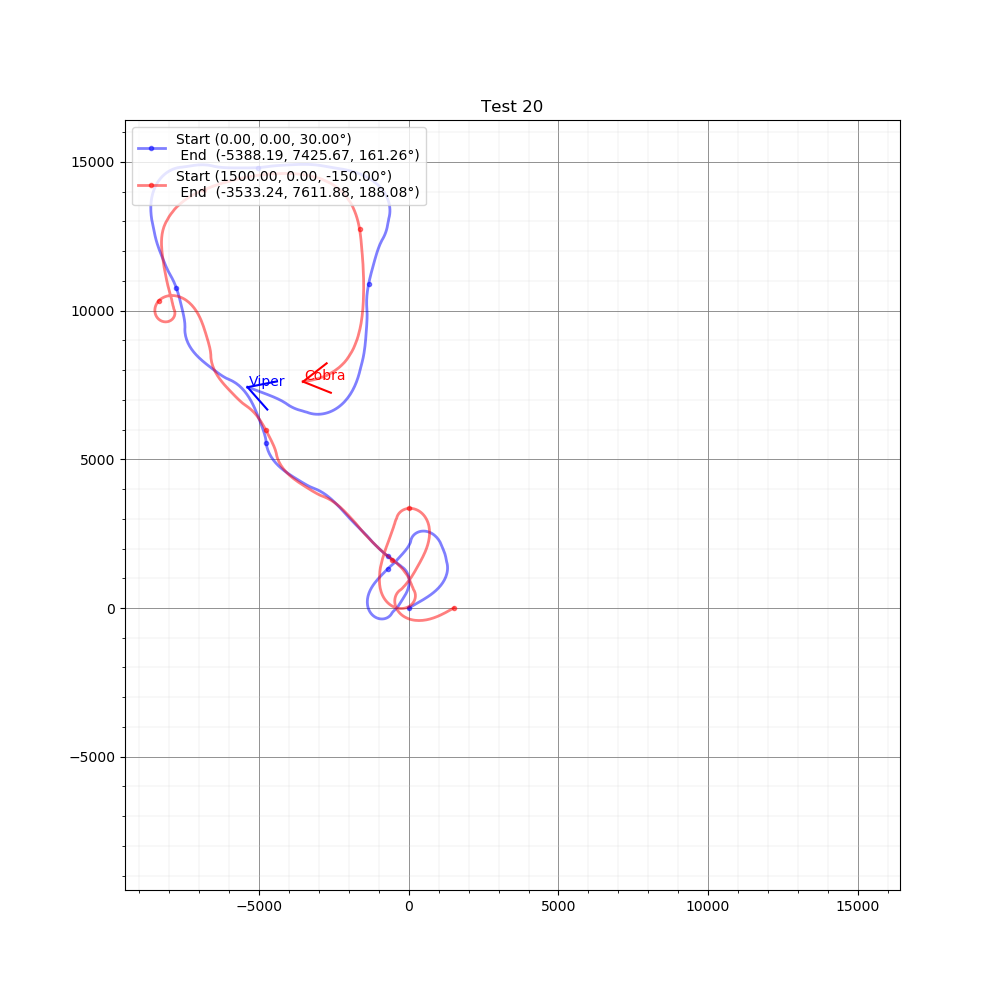 Test 20
Start (0.00, 0.00, 30.00°)
End  (-5388.19, 7425.67, 161.26°)
Start (1500.00, 0.00, -150.00°)
End  (-3533.24, 7611.88, 188.08°)
15000
10000
5000
0
−5000
Viper
Cobra
−5000
0
5000
10000
15000